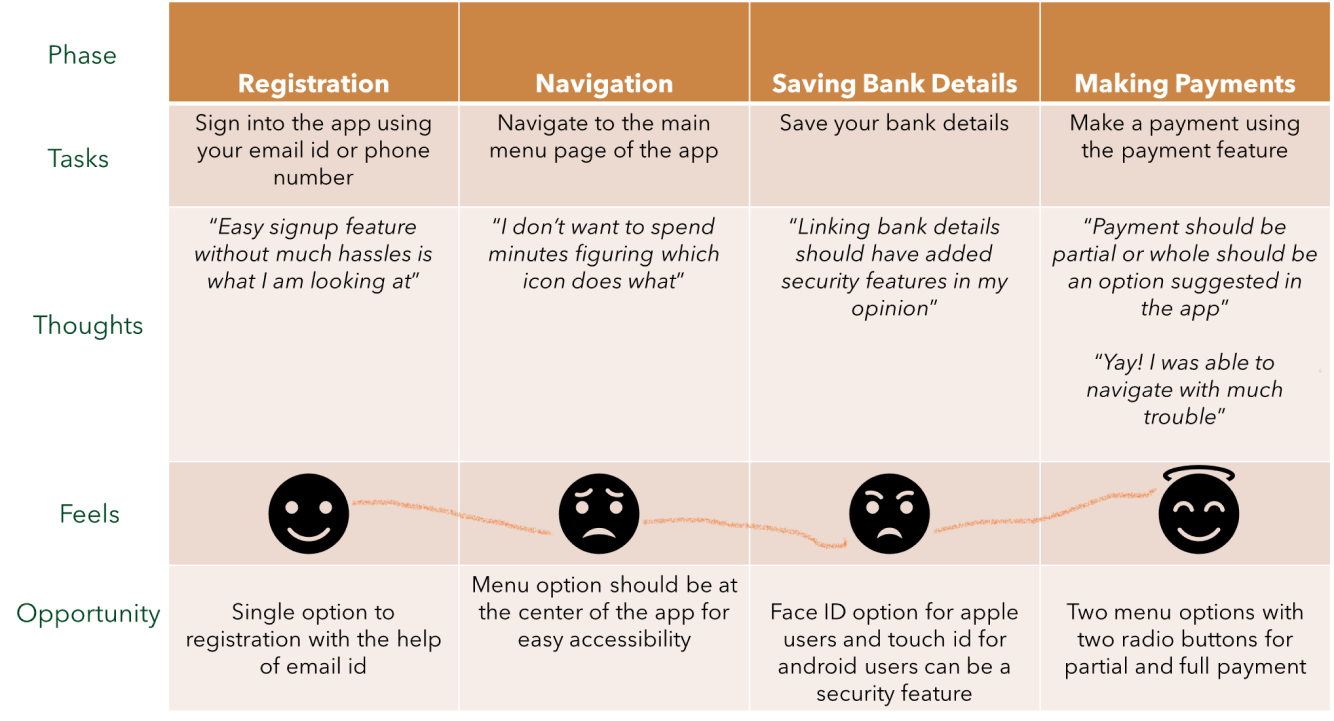 Phase
Registration
Navigation
Saving Bank Details
Making Payments
Tasks
Sign into the app using
your email id or phone
number
Navigate to the main
menu page of the app
Save your bank details
Make a payment using
the payment feature
Thoughts
“Easy signup feature
without much hassles is
what I am looking at”
“I don’t want to spend
minutes figuring which
icon does what”
“Linking bank details
should have added
security features in my
opinion”
“Payment should be
partial or whole should be
an option suggested in
the app”
“Yay! I was able to
navigate with much
trouble”
Feels
Opportunity
Single option to
registration with the help
of email id
Menu option should be at
the center of the app for
easy accessibility
Face ID option for apple
users and touch id for
android users can be a
security feature
Two menu options with
two radio buttons for
partial and full payment